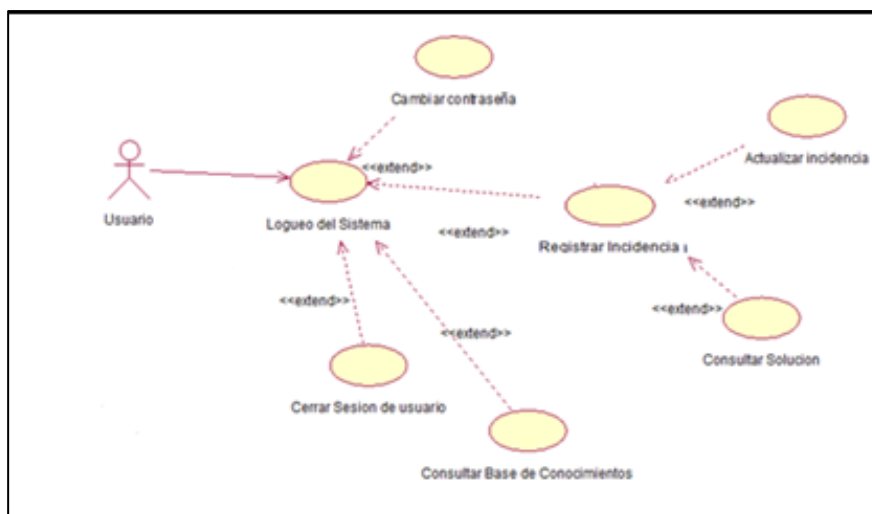 Cambiar contraseña
Actualizar incidencia
<<extend>>
Usuario
Logueo del Sistema
<<extend>>
<<extend>>
Registrar Incidencia
<<extend>>
<<extend>>
<<extend>>
Consultar Solucion
Cerrar Sesion de usuario
Consultar Base de Conocimientos